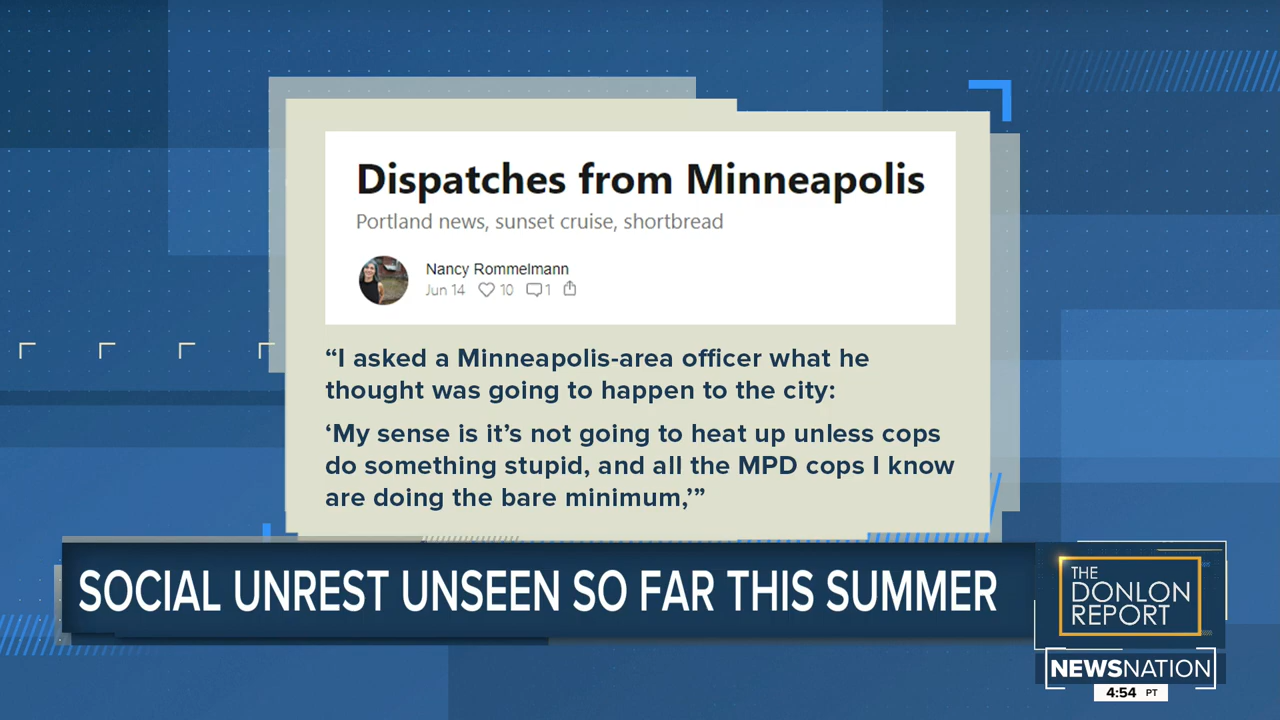 Dispatches from Minneapolis
Portland news, sunset cruise, shortbread
Nancy Rommelmann
Jun 14 10 1
“I asked a Minneapolis-area officer what he
thought was going to happen to the city:
‘My sense is it’s not going to heat up unless cops
do something stupid, and all the MPD cops I know
are doing the bare minimum,’”
SOCIAL UNREST UNSEEN SO FAR THIS SUMMER
THE
DONLON
REPORT
NEWSNATION
4:54 PT